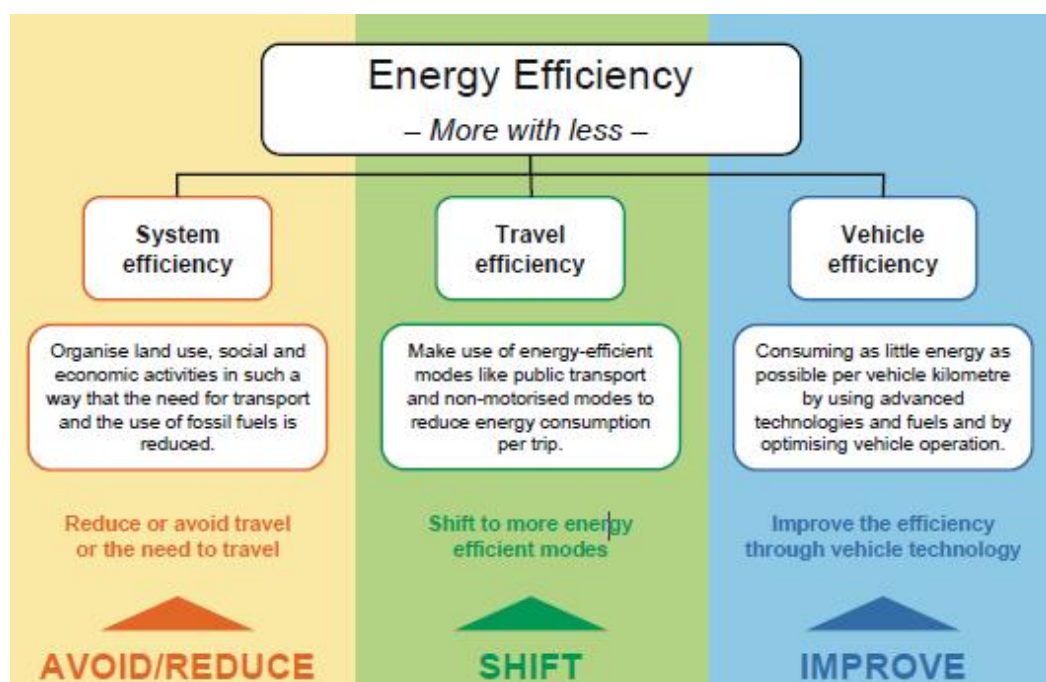 Energy Efficiency
– More with less –
System
efficiency
Travel
efficiency
Vehicle
efficiency
Organise land use, social and
economic activities in such a
way that the need for transport
and the use of fossil fuels is
reduced.
Make use of energy-efficient
modes like public transport
and non-motorised modes to
reduce energy consumption
per trip.
Consuming as little energy as
possible per vehicle kilometre
by using advanced
technologies and fuels and by
optimising vehicle operation.
Reduce or avoid travel
or the need to travel
Shift to more energy
efficient modes
Improve the efficiency
through vehicle technology
AVOID/REDUCE
SHIFT
IMPROVE